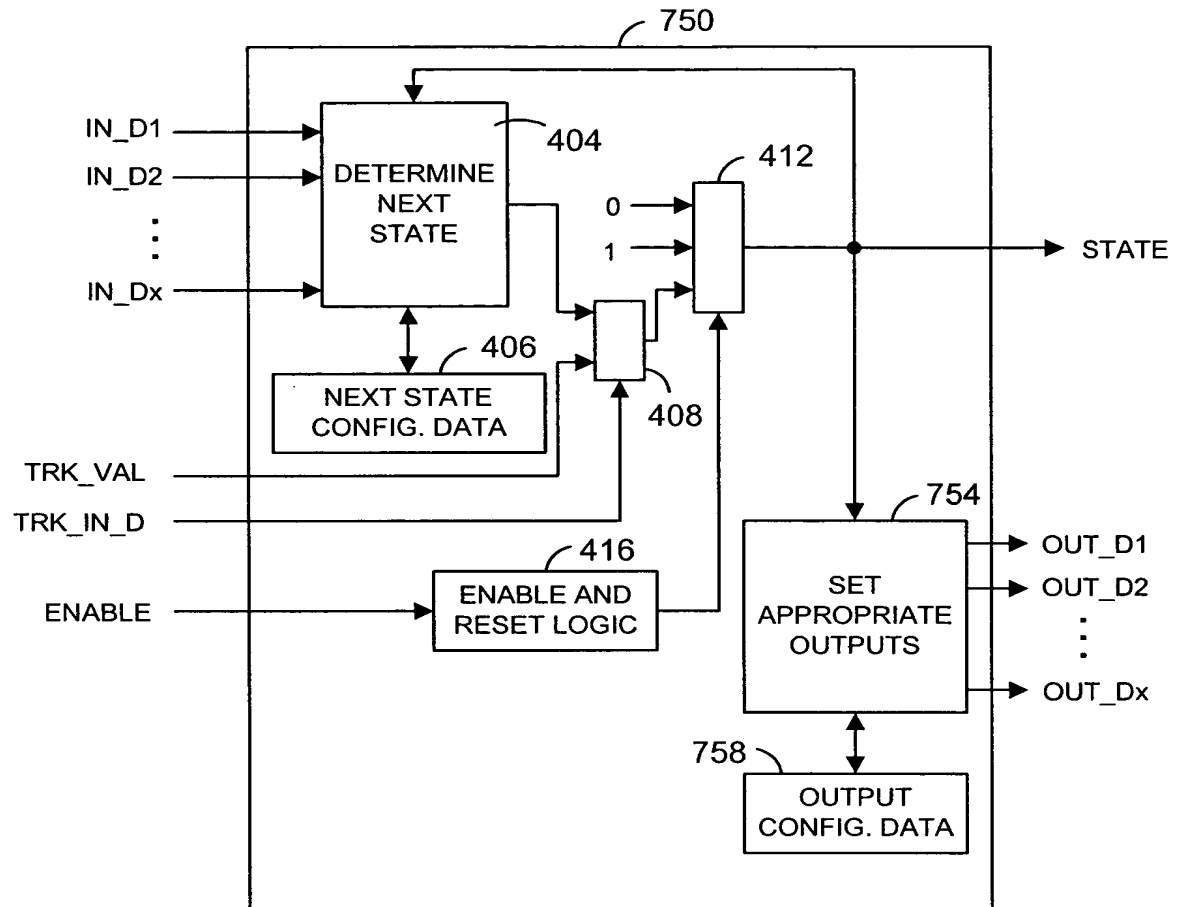 750
IN_D1
IN_D2
IN_Dx
404
DETERMINE
NEXT
STATE
412
0
1
STATE
406
NEXT STATE
CONFIG. DATA
408
TRK_VAL
TRK_IN_D
ENABLE
416
ENABLE AND
RESET LOGIC
754
SET
APPROPRIATE
OUTPUTS
OUT_D1
OUT_D2
OUT_Dx
758
OUTPUT
CONFIG. DATA